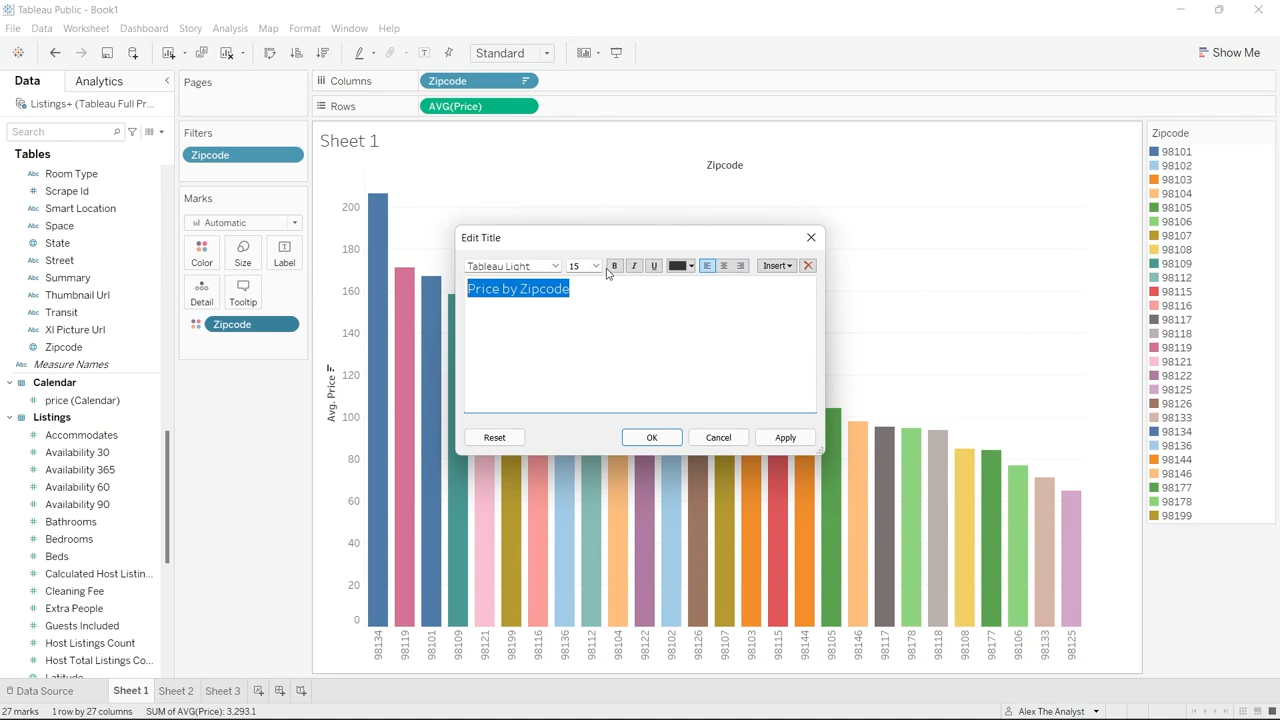 Tableau Public - Book1
File Data Worksheet Dashboard Story Analysis Map Format Window Help
Standard
Show Me
Data Analytics
Listings+ (Tableau Full Pr...
Search
Tables
Abc Room Type
# Scrape Id
Abc Smart Location
Abc Space
State
Abc Street
Abc Summary
Abc Thumbnail Url
Abc Transit
Abc Xl Picture Url
Zipcode
Abc Measure Names
Calendar
# price (Calendar)
Listings
# Accommodates
# Availability 30
# Availability 365
# Availability 60
# Availability 90
# Bathrooms
# Bedrooms
# Beds
# Calculated Host Listin...
# Cleaning Fee
# Extra People
# Guests Included
# Host Listings Count
# Host Total Listings Co...
Pages
Filters
Zipcode
Marks
Automatic
Color Size Label
Detail Tooltip
Zipcode
Columns Zipcode
Rows AVG(Price)
Sheet 1
Zipcode
Avg. Price
200
180
160
140
120
100
80
60
40
20
0
98134 98119 98101 98109 98121 98199 98116 98136 98112 98104 98122 98102 98126 98107 98103 98115 98144 98105 98146 98117 98178 98118 98108 98177 98106 98133 98125
Edit Title
Tableau Light 15 B I U Insert
Price by Zipcode
Reset OK Cancel Apply
Zipcode
98101
98102
98103
98104
98105
98106
98107
98108
98109
98112
98115
98116
98117
98118
98119
98121
98122
98125
98126
98133
98134
98136
98144
98146
98177
98178
98199
Data Source Sheet 1 Sheet 2 Sheet 3
27 marks 1 row by 27 columns SUM of AVG(Price): 3,293.1
Alex The Analyst